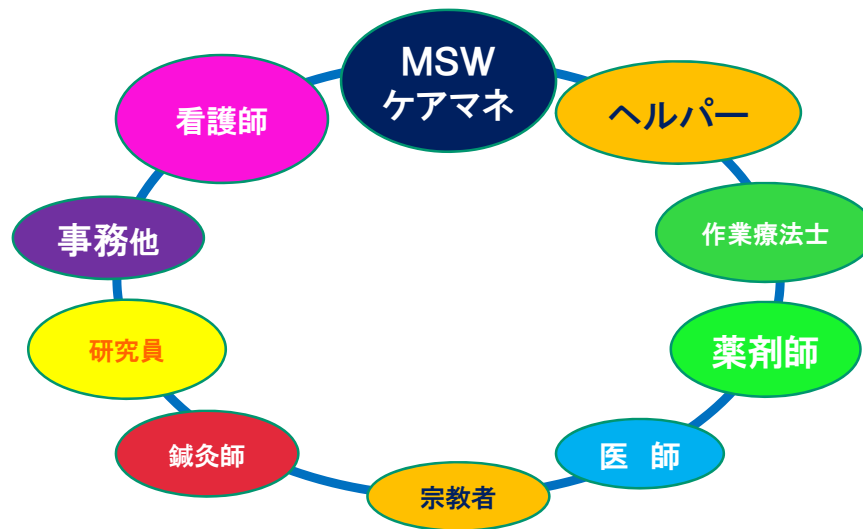 MSW
ケアマネ
ヘルパー
看護師
作業療法士
事務他
薬剤師
研究員
医　師
鍼灸師
宗教者